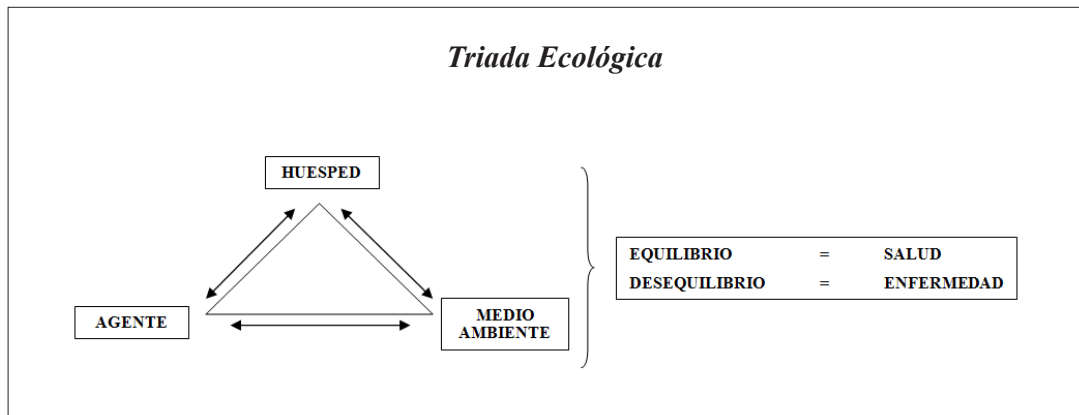 Triada Ecológica
HUESPED
AGENTE
MEDIO
AMBIENTE
EQUILIBRIO = SALUD
DESEQUILIBRIO = ENFERMEDAD